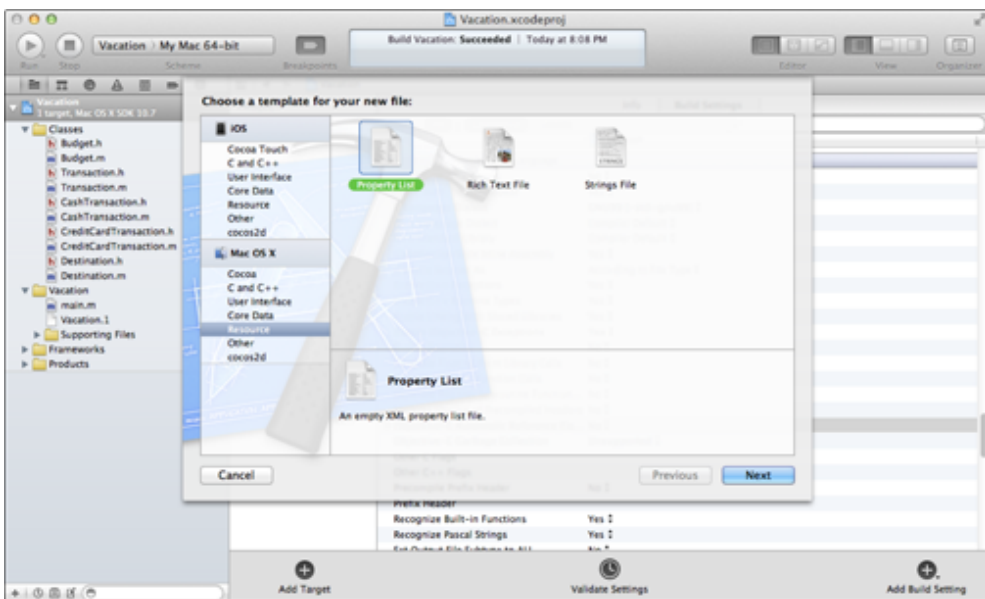 Vacation.xcodeproj
Build Vacation: Succeeded | Today at 8:08 PM
Vacation › My Mac 64-bit
Run Stop Scheme Breakpoints Editor View Organizer
Vacation
1 target, Mac OS X SDK 10.7
Classes
Budget.h
Budget.m
Transaction.h
Transaction.m
CashTransaction.h
CashTransaction.m
CreditCardTransaction.h
CreditCardTransaction.m
Destination.h
Destination.m
Vacation
main.m
Vacation.1
Supporting Files
Frameworks
Products
Choose a template for your new file:
Info Build Settings
iOS
Cocoa Touch
C and C++
User Interface
Core Data
Resource
Other
cocos2d
Mac OS X
Cocoa
C and C++
User Interface
Core Data
Resource
Other
cocos2d
Property List
Rich Text File
Strings File
STRINGS
Property List
An empty XML property list file.
Cancel
Previous
Next
Prefix Header
Recognize Built-in Functions Yes
Recognize Pascal Strings Yes
Add Target
Validate Settings
Add Build Setting